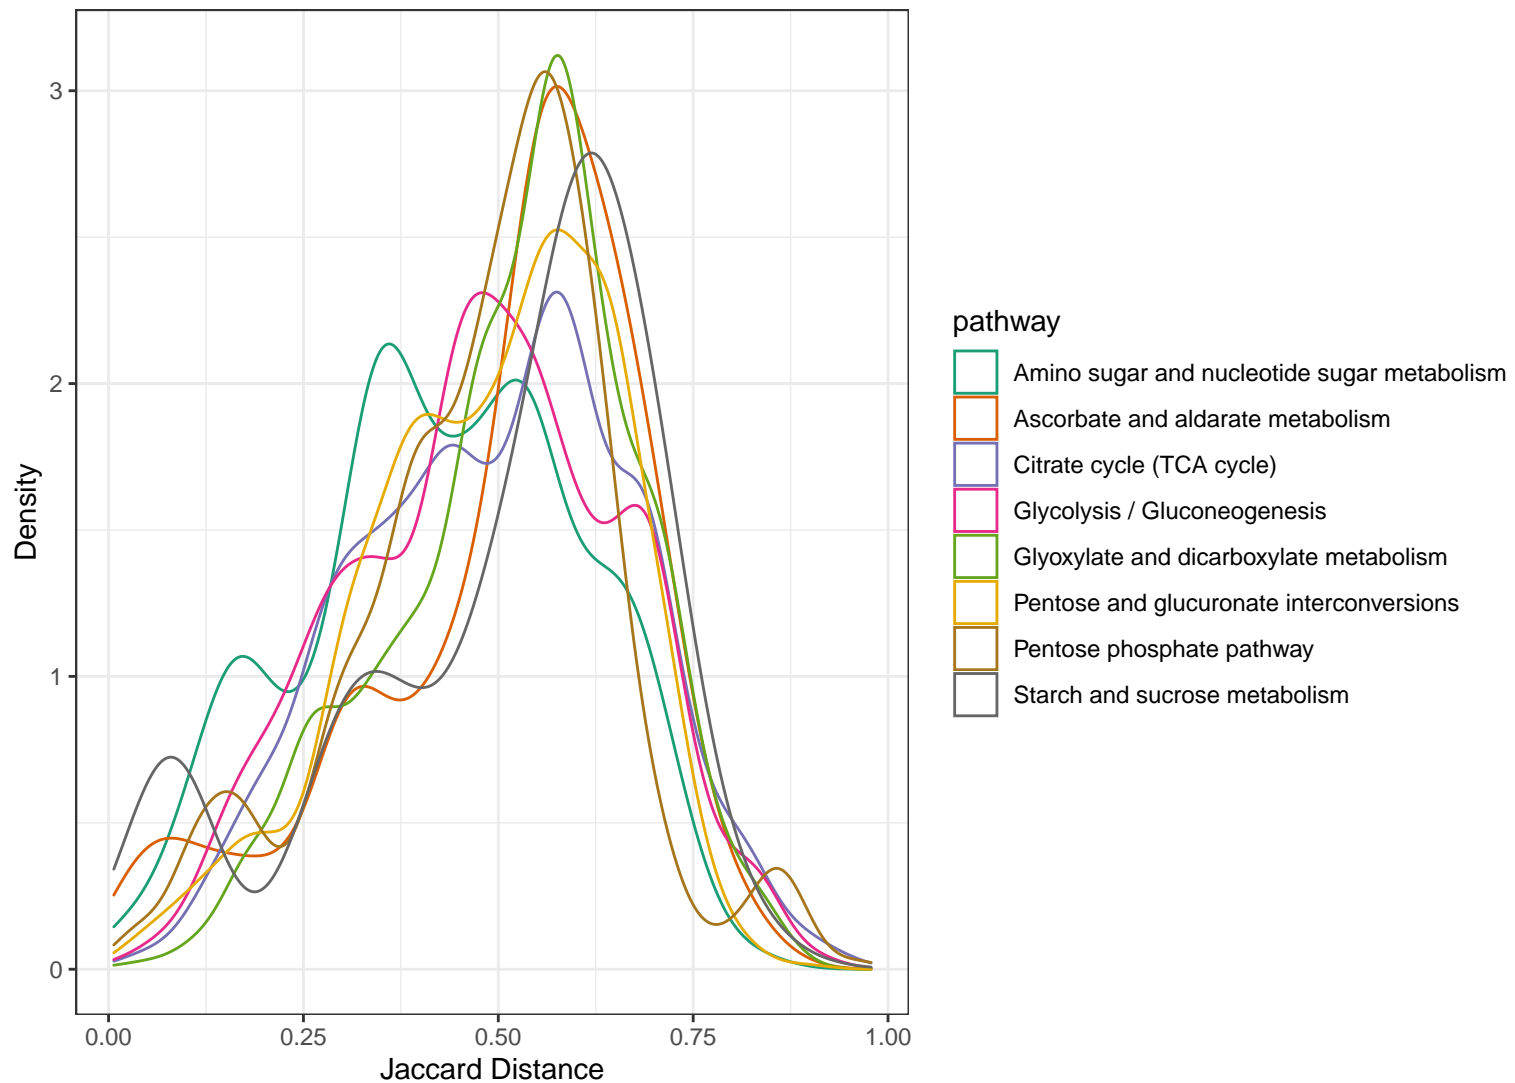 3
2
1
0
Density
0.00
0.25
0.50
0.75
1.00
Jaccard Distance
pathway
Amino sugar and nucleotide sugar metabolism
Ascorbate and aldarate metabolism
Citrate cycle (TCA cycle)
Glycolysis / Gluconeogenesis
Glyoxylate and dicarboxylate metabolism
Pentose and glucuronate interconversions
Pentose phosphate pathway
Starch and sucrose metabolism